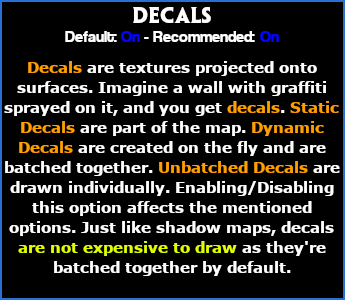 DECALS
Default: On - Recommended: On
Decals are textures projected onto
surfaces. Imagine a wall with graffiti
sprayed on it, and you get decals. Static
Decals are part of the map. Dynamic
Decals are created on the fly and are
batched together. Unbatched Decals are
drawn individually. Enabling/Disabling
this option affects the mentioned
options. Just like shadow maps, decals
are not expensive to draw as they're
batched together by default.